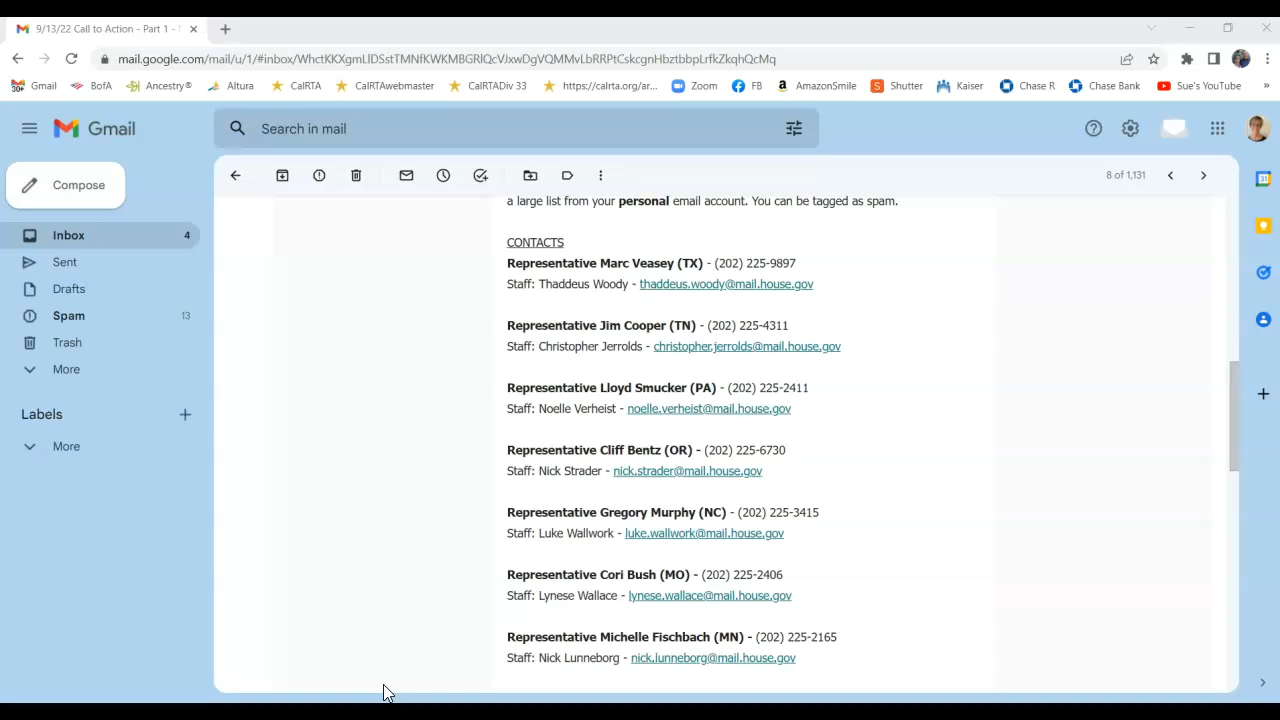 9/13/22 Call to Action - Part 1 -
mail.google.com/mail/u/1/#inbox/WhctKKXgmLlDSstTMNfKWKMBGRlQcVJxwDgVQMMvLbRRPtCskcgnHbztbbpLrfkZkqhQcMq
Gmail BofA Ancestry® Altura CalRTA CalRTAwebmaster CalRTADiv 33 https://calrta.org/ar... Zoom FB AmazonSmile Shutter Kaiser Chase R Chase Bank Sue's YouTube »
Gmail
Search in mail
Compose
8 of 1,131
Inbox 4
Sent
Drafts
Spam 13
Trash
More
Labels
More
a large list from your personal email account. You can be tagged as spam.
CONTACTS
Representative Marc Veasey (TX) - (202) 225-9897
Staff: Thaddeus Woody - thaddeus.woody@mail.house.gov
Representative Jim Cooper (TN) - (202) 225-4311
Staff: Christopher Jerrolds - christopher.jerrolds@mail.house.gov
Representative Lloyd Smucker (PA) - (202) 225-2411
Staff: Noelle Verheist - noelle.verheist@mail.house.gov
Representative Cliff Bentz (OR) - (202) 225-6730
Staff: Nick Strader - nick.strader@mail.house.gov
Representative Gregory Murphy (NC) - (202) 225-3415
Staff: Luke Wallwork - luke.wallwork@mail.house.gov
Representative Cori Bush (MO) - (202) 225-2406
Staff: Lynese Wallace - lynese.wallace@mail.house.gov
Representative Michelle Fischbach (MN) - (202) 225-2165
Staff: Nick Lunneborg - nick.lunneborg@mail.house.gov